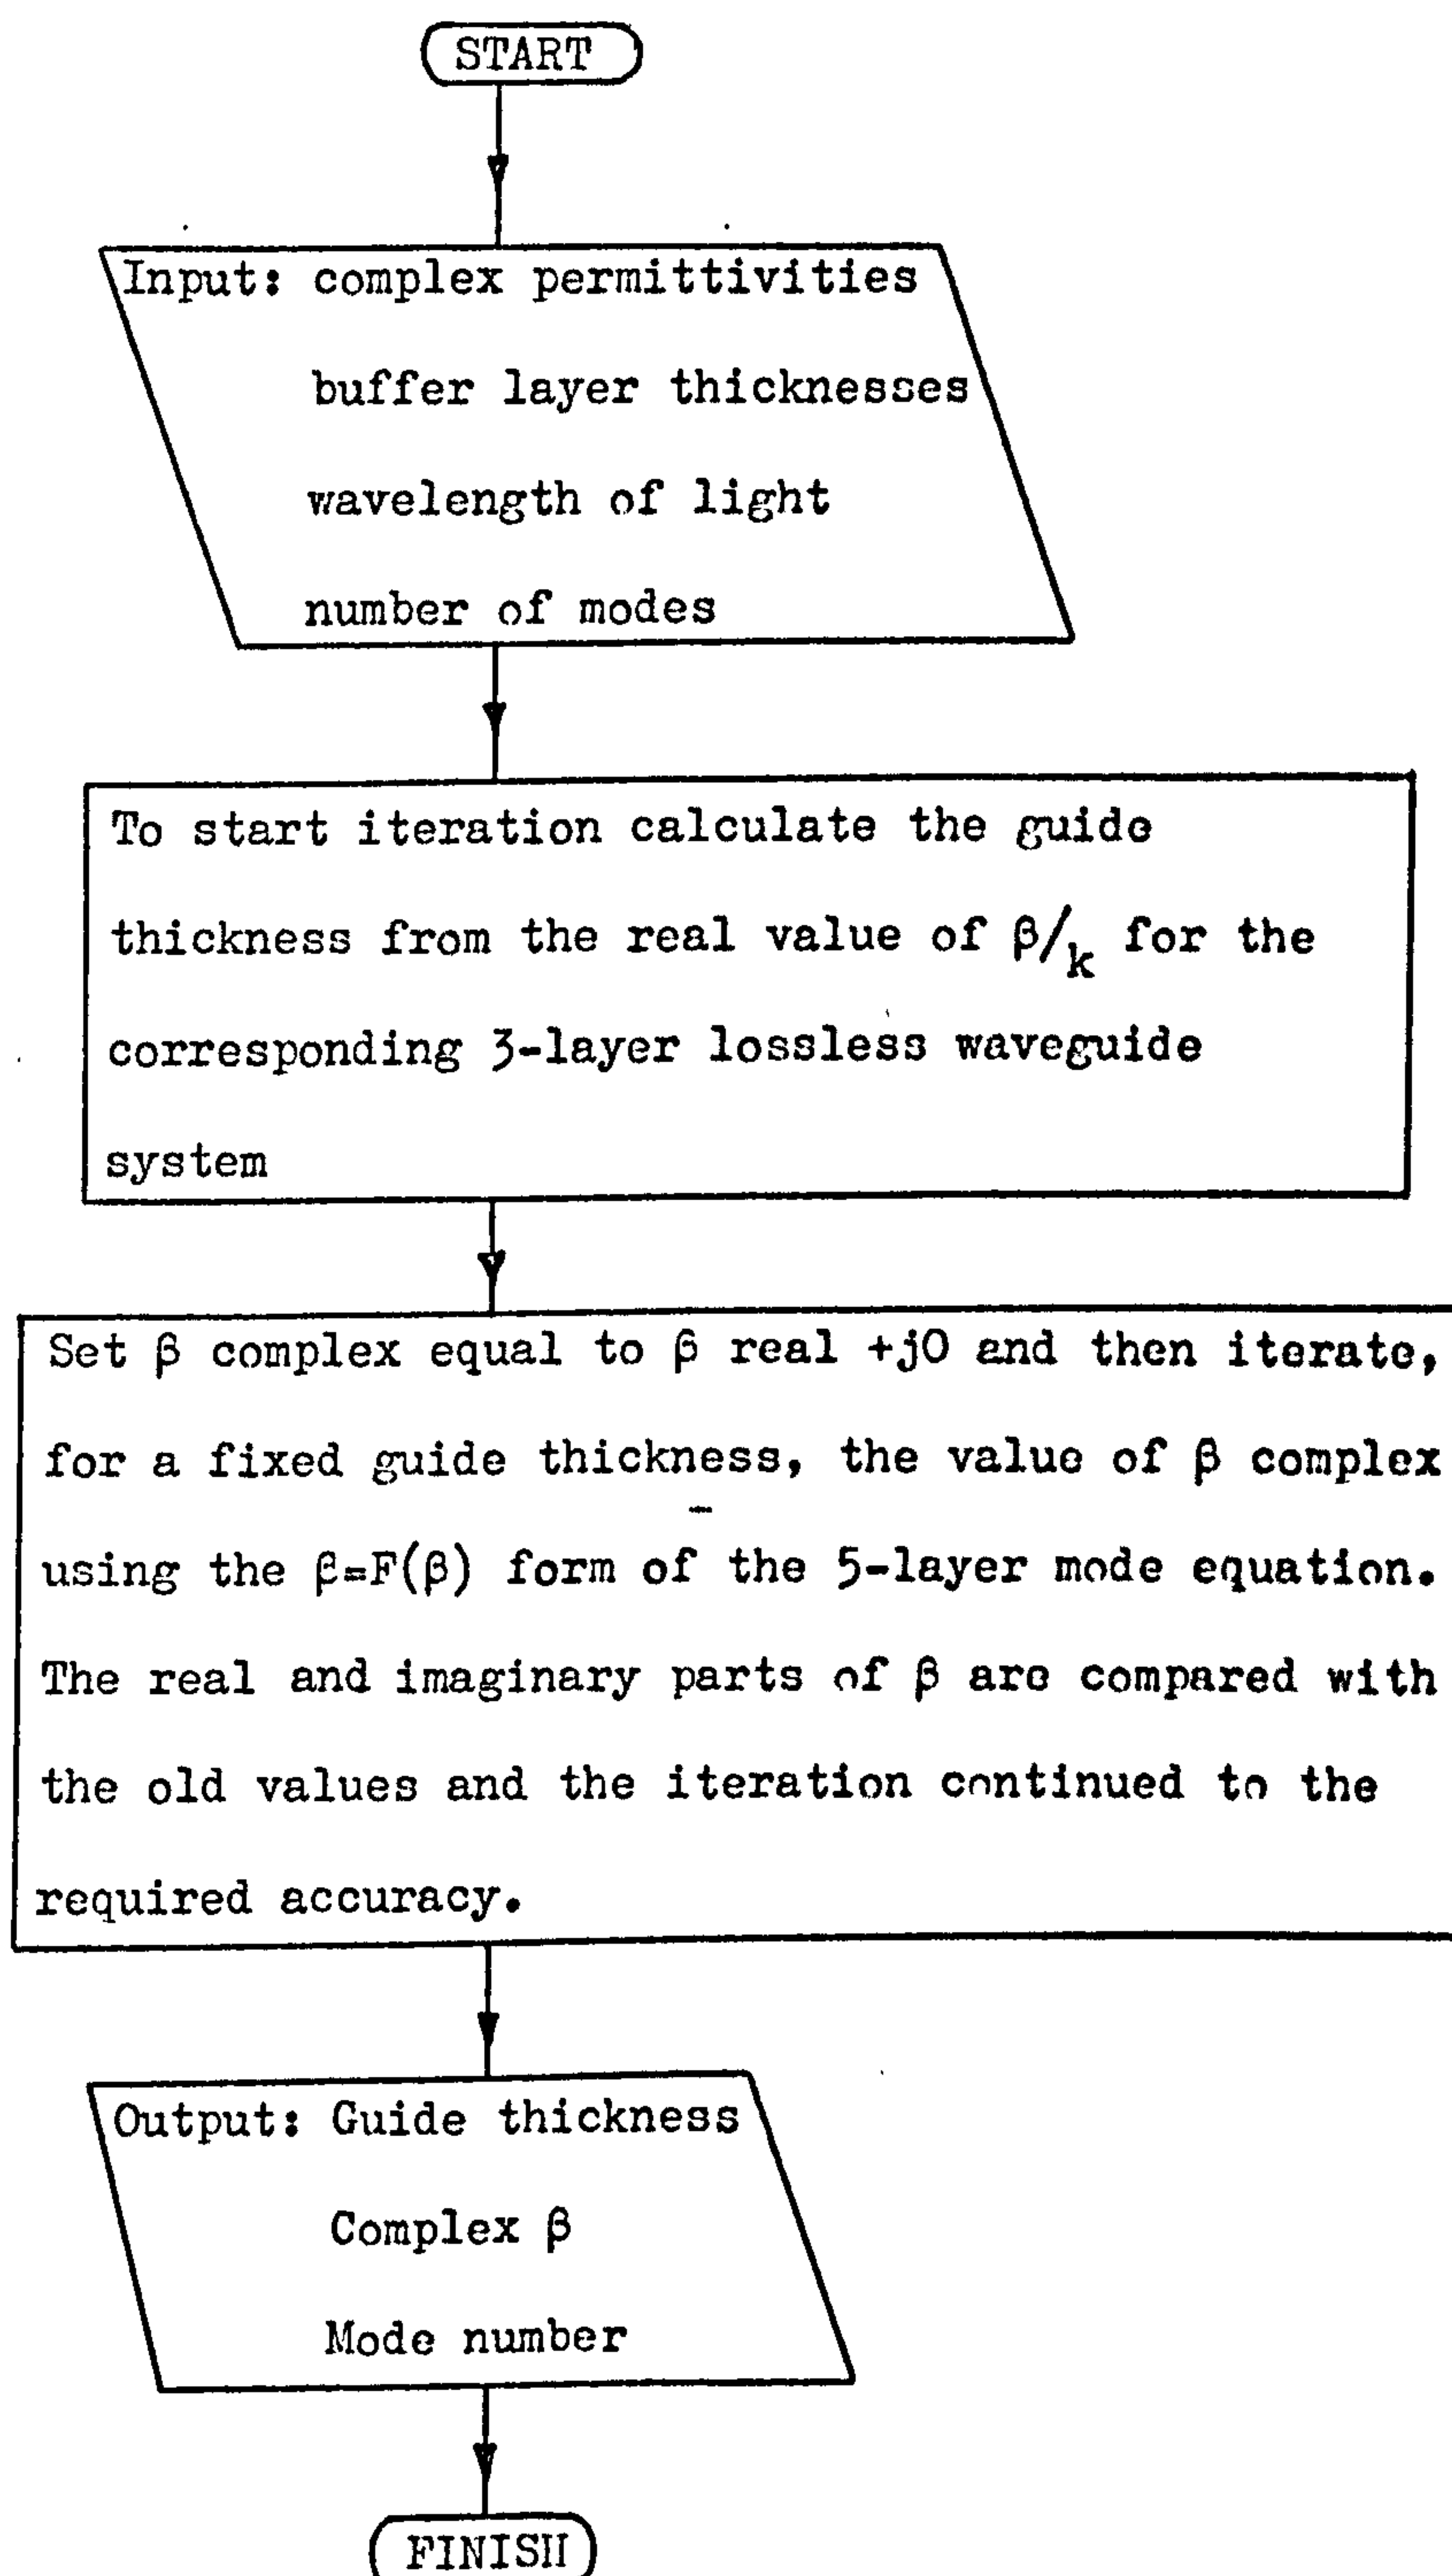 START
Input: complex permittivities
buffer layer thicknesses
wavelength of light
number of modes
To start iteration calculate the guide
thickness from the real value of β/k for the
corresponding 3-layer lossless waveguide
system
Set β complex equal to β real +j0 and then iterate,
for a fixed guide thickness, the value of β complex
using the β=F(β) form of the 5-layer mode equation.
The real and imaginary parts of β are compared with
the old values and the iteration continued to the
required accuracy.
Output: Guide thickness
Complex β
Mode number
FINISH